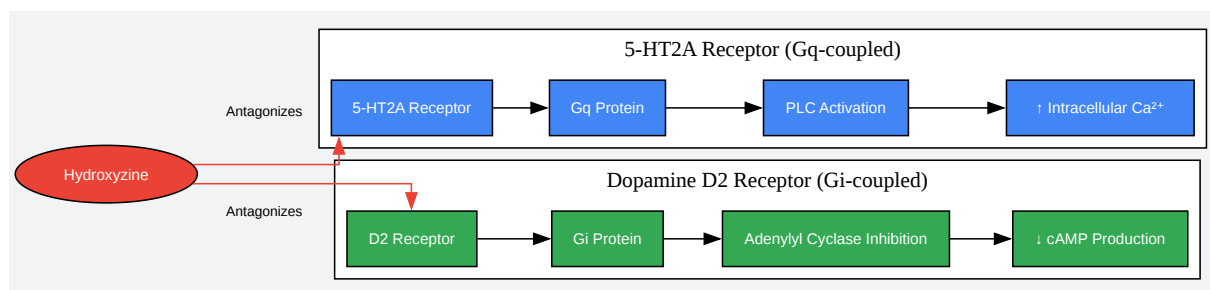 5-HT2A Receptor (Gq-coupled)
Antagonizes
5-HT2A Receptor
Gq Protein
PLC Activation
↑ Intracellular Ca²⁺
Hydroxyzine
Dopamine D2 Receptor (Gi-coupled)
Antagonizes
D2 Receptor
Gi Protein
Adenylyl Cyclase Inhibition
↓ cAMP Production